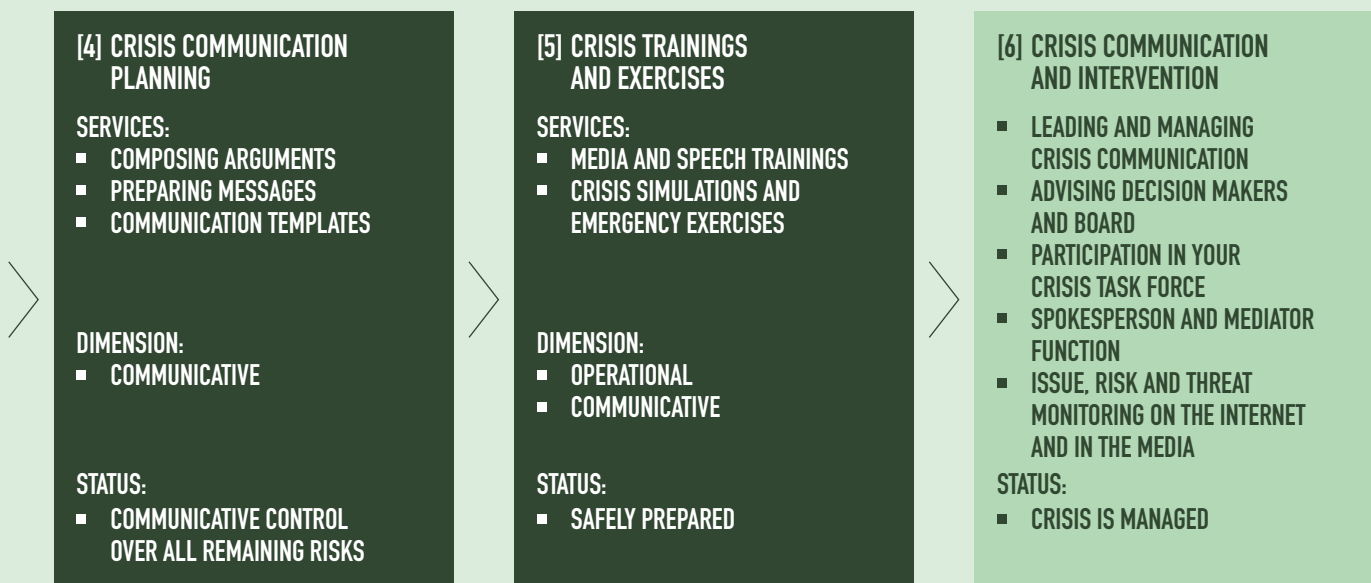 [4] CRISIS COMMUNICATION
PLANNING
SERVICES:
▪ COMPOSING ARGUMENTS
▪ PREPARING MESSAGES
▪ COMMUNICATION TEMPLATES
DIMENSION:
▪ COMMUNICATIVE
STATUS:
▪ COMMUNICATIVE CONTROL
OVER ALL REMAINING RISKS
[5] CRISIS TRAININGS
AND EXERCISES
SERVICES:
▪ MEDIA AND SPEECH TRAININGS
▪ CRISIS SIMULATIONS AND
EMERGENCY EXERCISES
DIMENSION:
▪ OPERATIONAL
▪ COMMUNICATIVE
STATUS:
▪ SAFELY PREPARED
[6] CRISIS COMMUNICATION
AND INTERVENTION
▪ LEADING AND MANAGING
CRISIS COMMUNICATION
▪ ADVISING DECISION MAKERS
AND BOARD
▪ PARTICIPATION IN YOUR
CRISIS TASK FORCE
▪ SPOKESPERSON AND MEDIATOR
FUNCTION
▪ ISSUE, RISK AND THREAT
MONITORING ON THE INTERNET
AND IN THE MEDIA
STATUS:
▪ CRISIS IS MANAGED